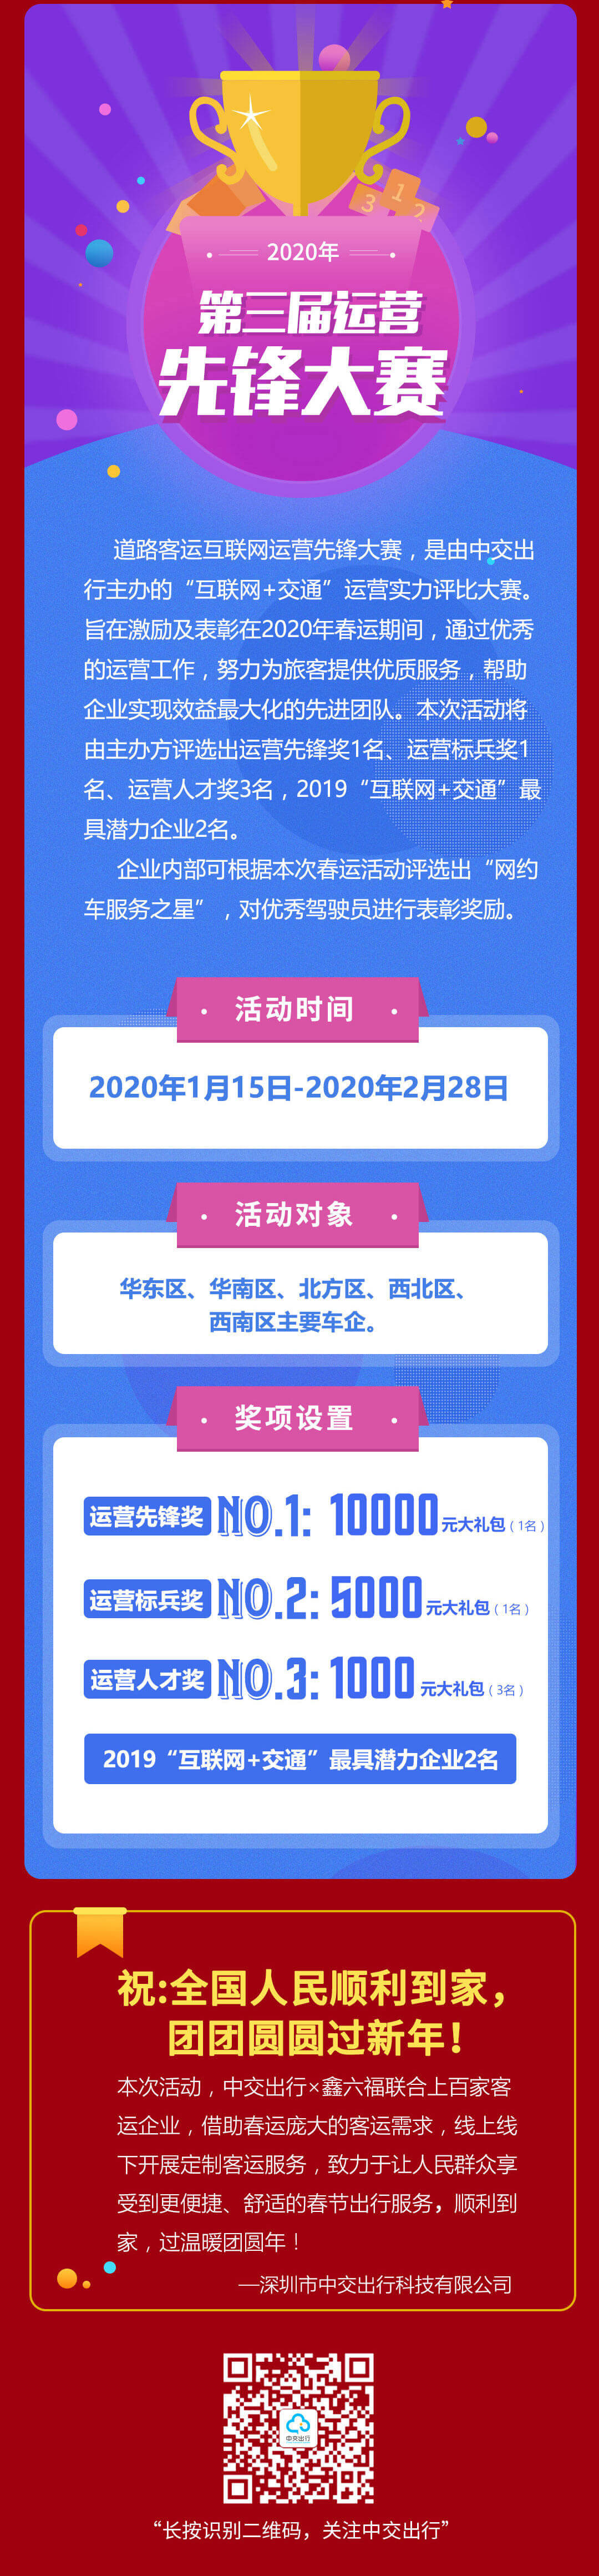 3 1 2
2020年
第三届运营
先锋大赛
道路客运互联网运营先锋大赛，是由中交出
行主办的“互联网+交通”运营实力评比大赛。
旨在激励及表彰在2020年春运期间，通过优秀
的运营工作，努力为旅客提供优质服务，帮助
企业实现效益最大化的先进团队。本次活动将
由主办方评选出运营先锋奖1名、运营标兵奖1
名、运营人才奖3名，2019“互联网+交通”最
具潜力企业2名。
企业内部可根据本次春运活动评选出“网约
车服务之星”，对优秀驾驶员进行表彰奖励。
· 活动时间 ·
2020年1月15日-2020年2月28日
· 活动对象 ·
华东区、华南区、北方区、西北区、
西南区主要车企。
· 奖项设置 ·
运营先锋奖 NO.1: 10000元大礼包（1名）
运营标兵奖 NO.2: 5000元大礼包（1名）
运营人才奖 NO.3: 1000元大礼包（3名）
2019“互联网+交通”最具潜力企业2名
祝:全国人民顺利到家，
团团圆圆过新年！
本次活动，中交出行×鑫六福联合上百家客
运企业，借助春运庞大的客运需求，线上线
下开展定制客运服务，致力于让人民群众享
受到更便捷、舒适的春节出行服务，顺利到
家，过温暖团圆年！
—深圳市中交出行科技有限公司
中交出行
“长按识别二维码，关注中交出行”